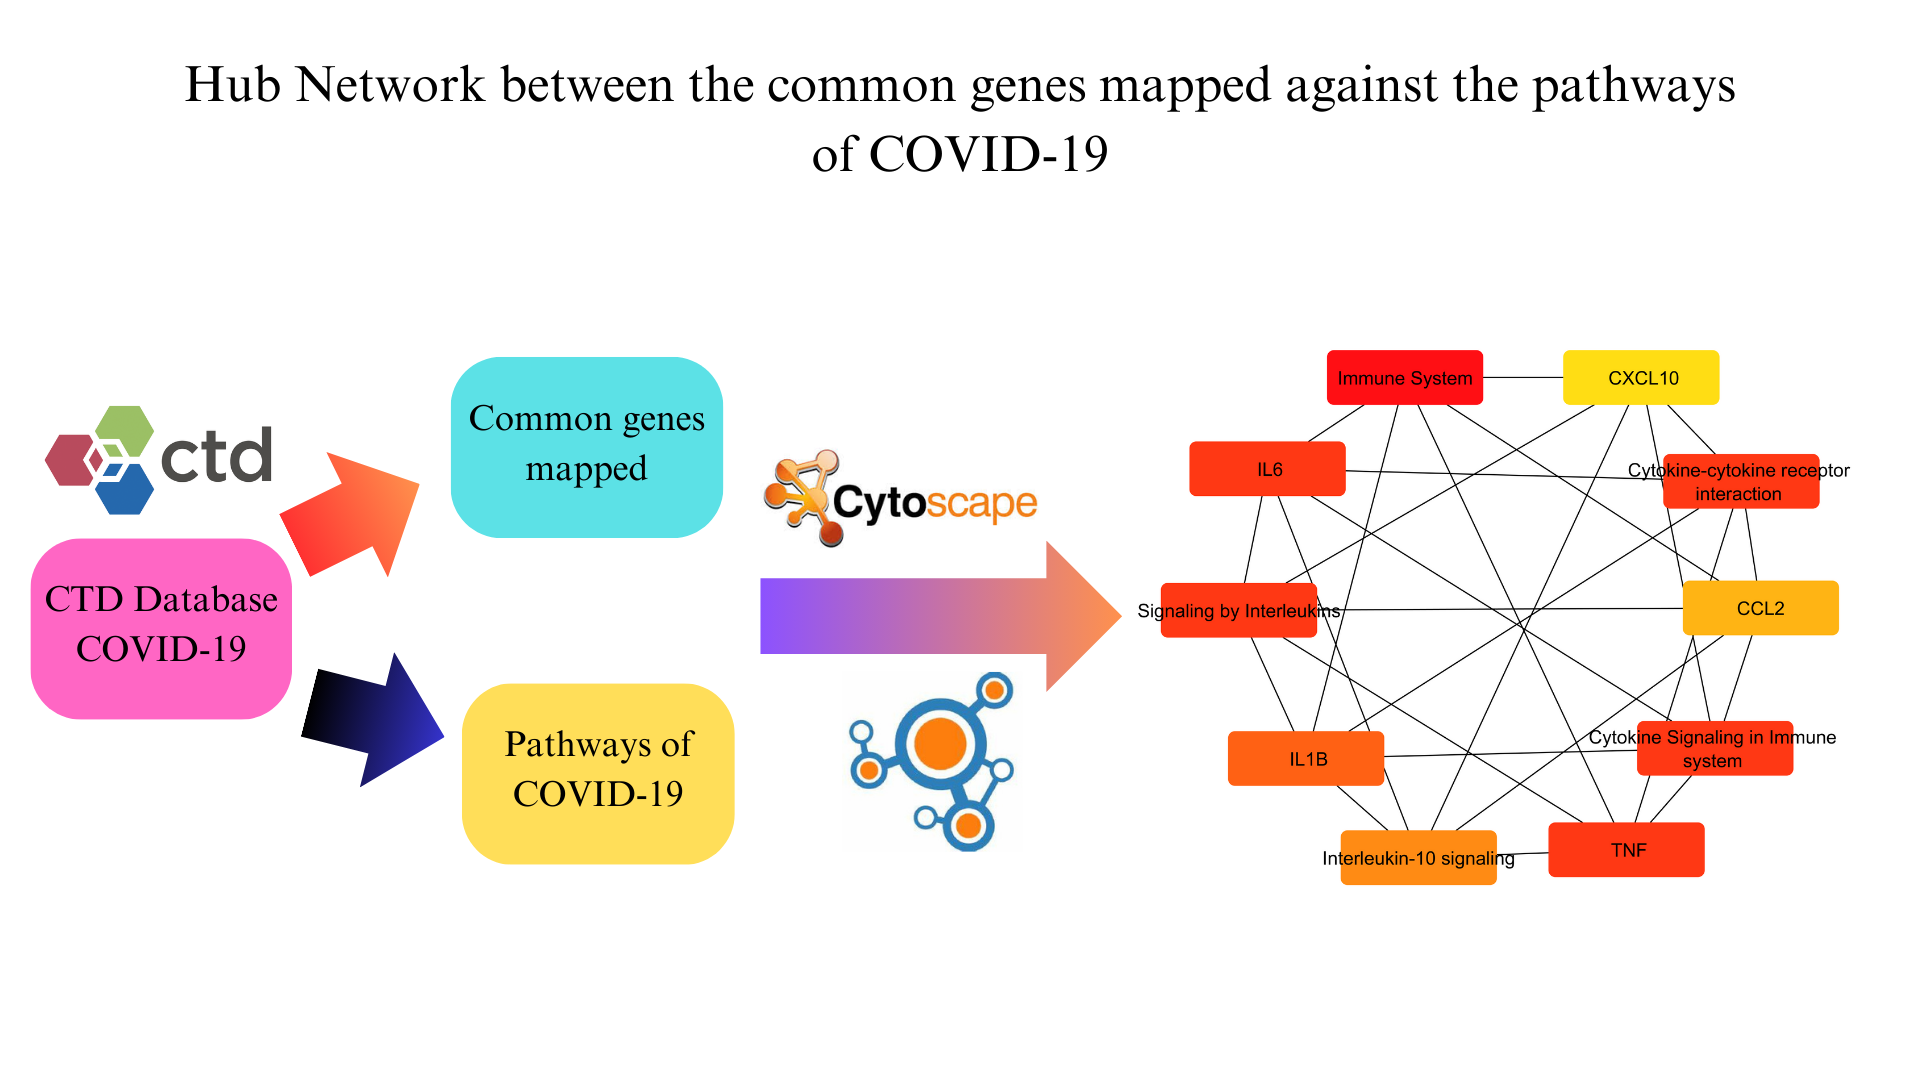 Hub Network between the common genes mapped against the pathways
of COVID-19
ctd
CTD Database
COVID-19
Common genes
mapped
Pathways of
COVID-19
Cytoscape
Immune System
CXCL10
IL6
Cytokine-cytokine receptor
interaction
Signaling by Interleukins
CCL2
IL1B
Cytokine Signaling in Immune
system
Interleukin-10 signaling
TNF